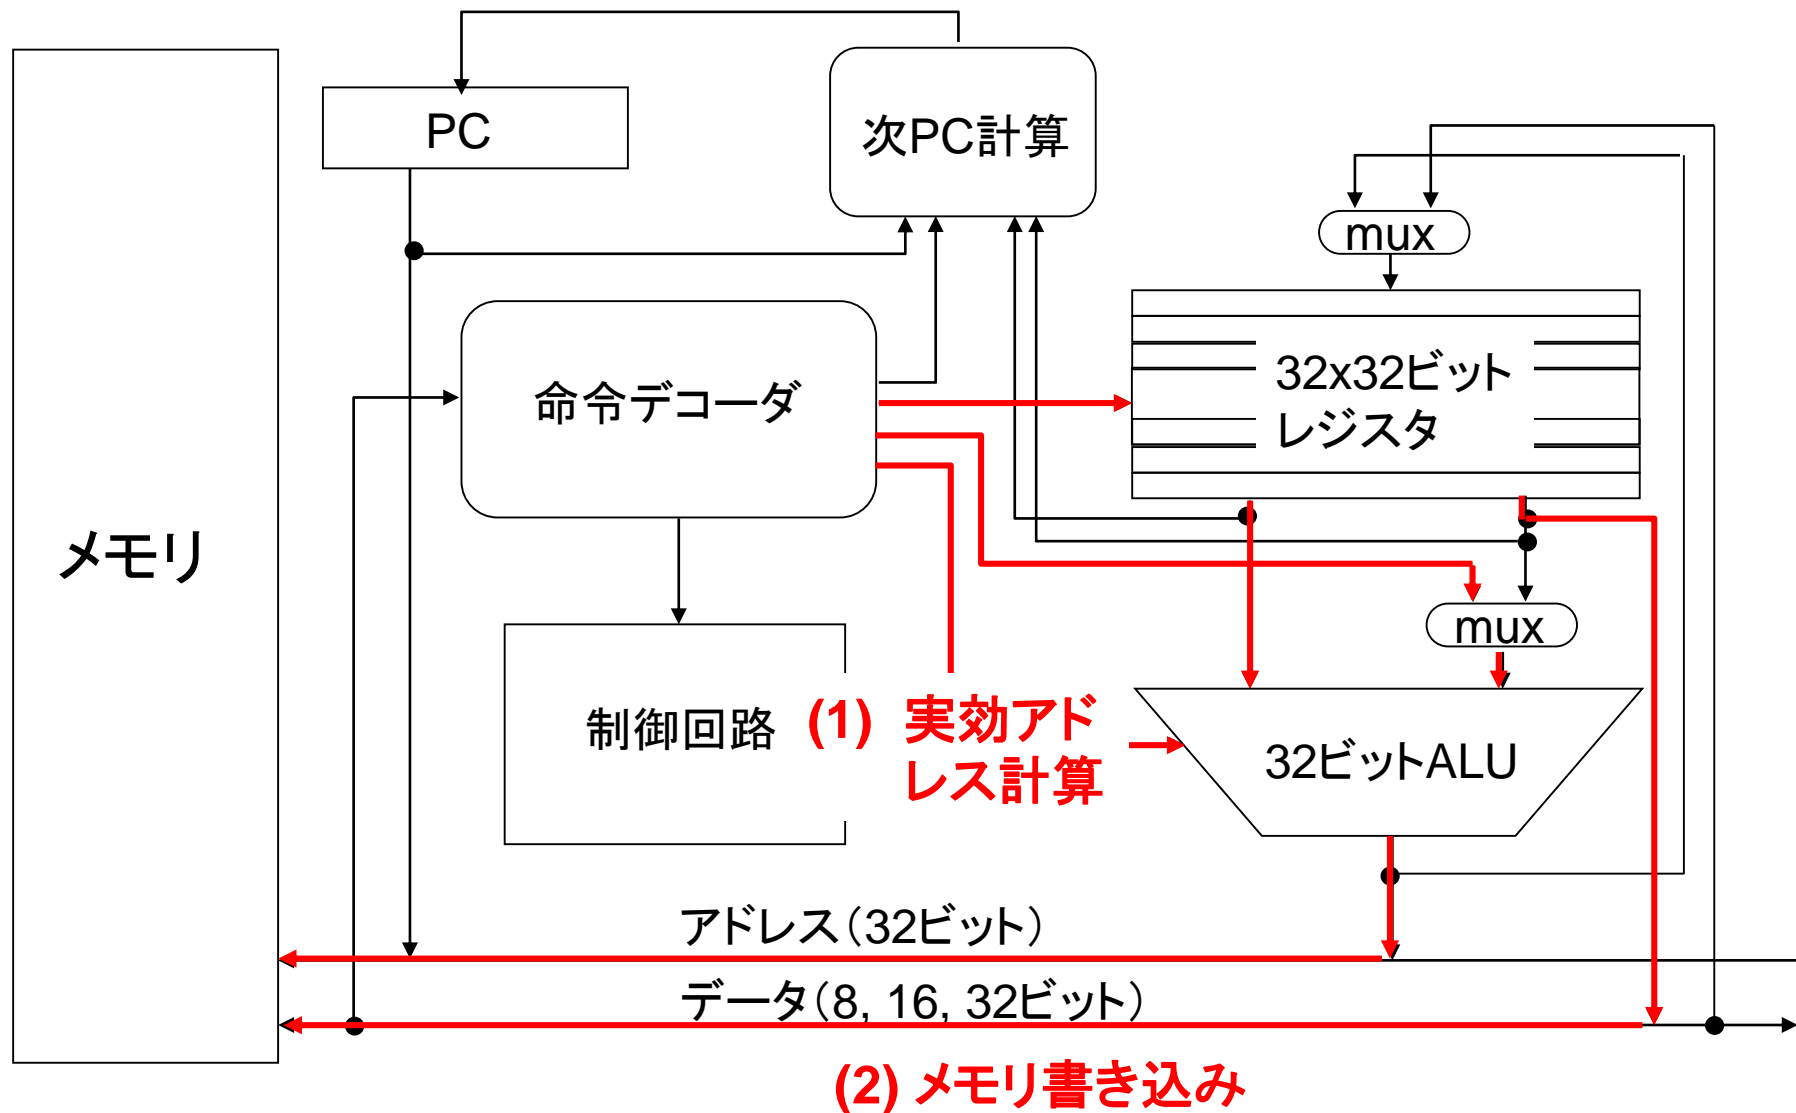 PC
次PC計算
mux
命令デコーダ
32x32ビット
レジスタ
メモリ
mux
制御回路
(1) 実効アド
レス計算
32ビットALU
アドレス(32ビット)
データ(8, 16, 32ビット)
(2) メモリ書き込み